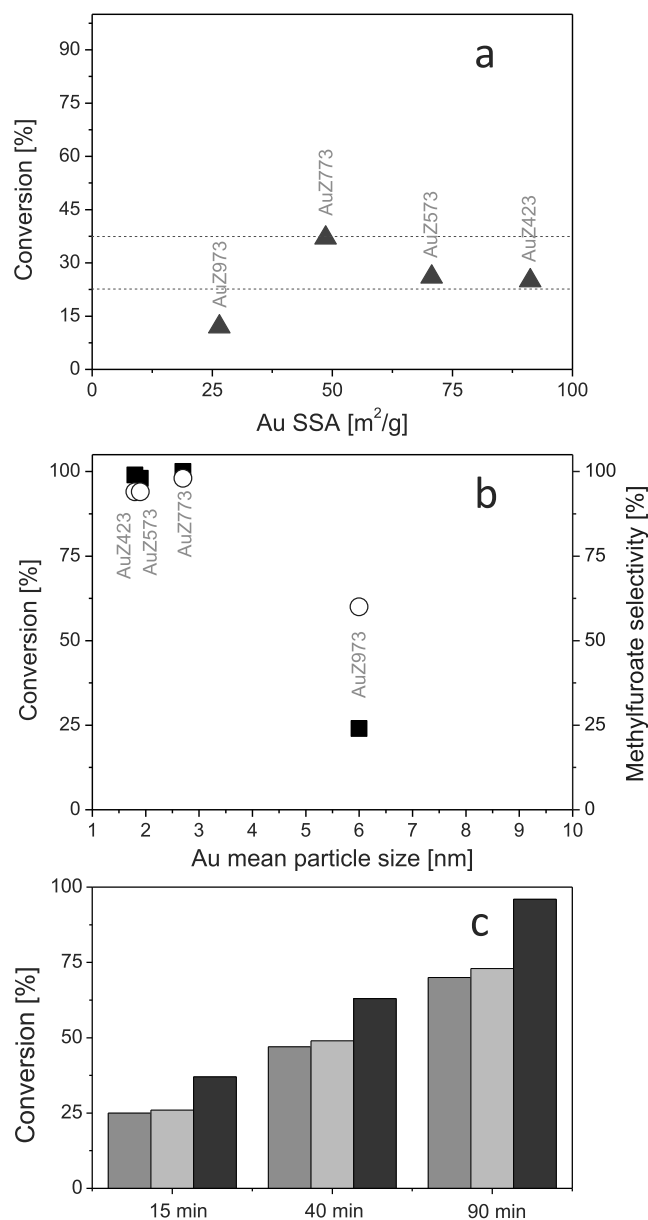 a
90
75
60
45
30
15
0
Conversion [%]
AuZ973
AuZ773
AuZ573
AuZ423
0 25 50 75 100
Au SSA [m²/g]
b
100
75
50
25
0
Conversion [%]
AuZ423
AuZ573
AuZ773
AuZ973
100
75
50
25
0
Methylfuroate selectivity [%]
1 2 3 4 5 6 7 8 9 10
Au mean particle size [nm]
c
100
75
50
25
0
Conversion [%]
15 min 40 min 90 min